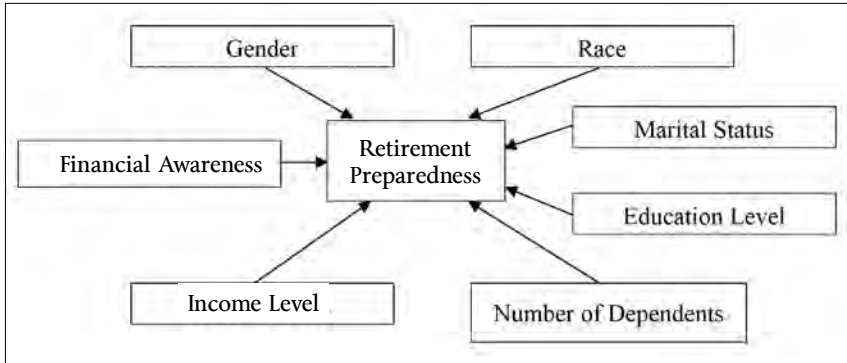 Gender
Race
Marital Status
Financial Awareness
Retirement
Preparedness
Education Level
Income Level
Number of Dependents